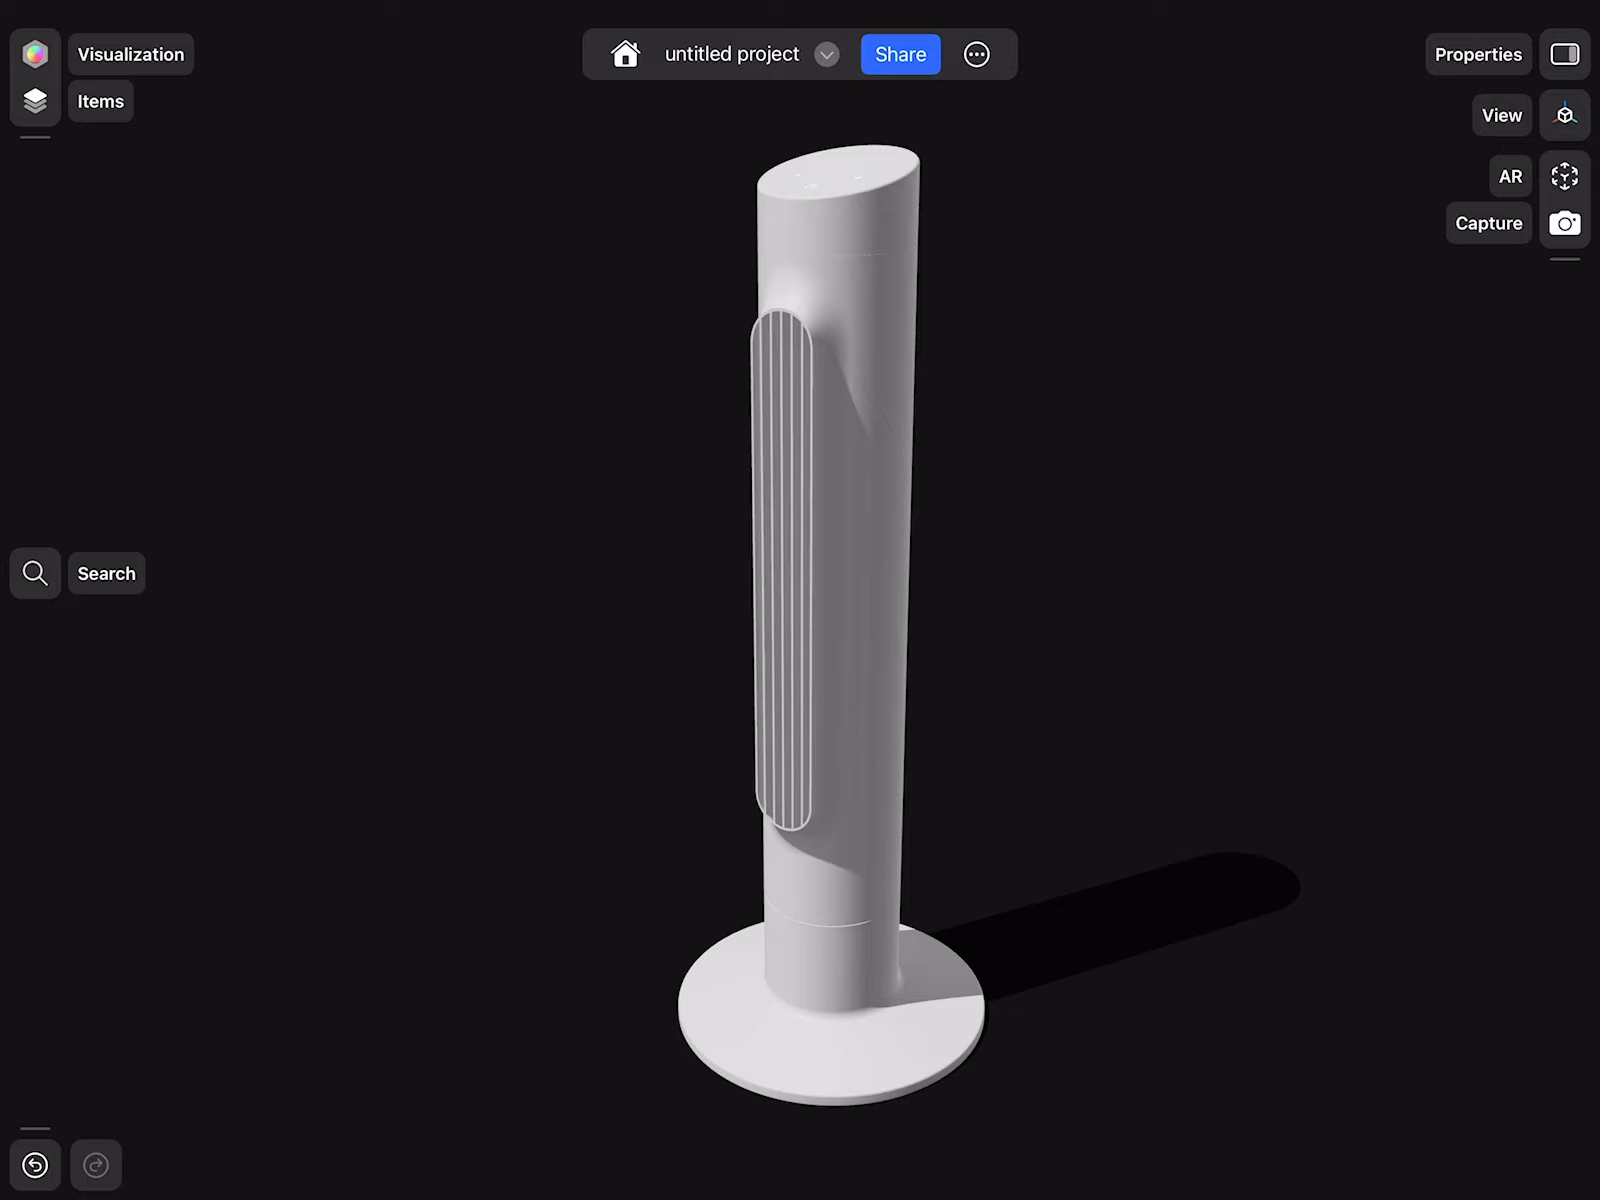 Visualization
Items
untitled project
Share
Properties
View
AR
Capture
Search